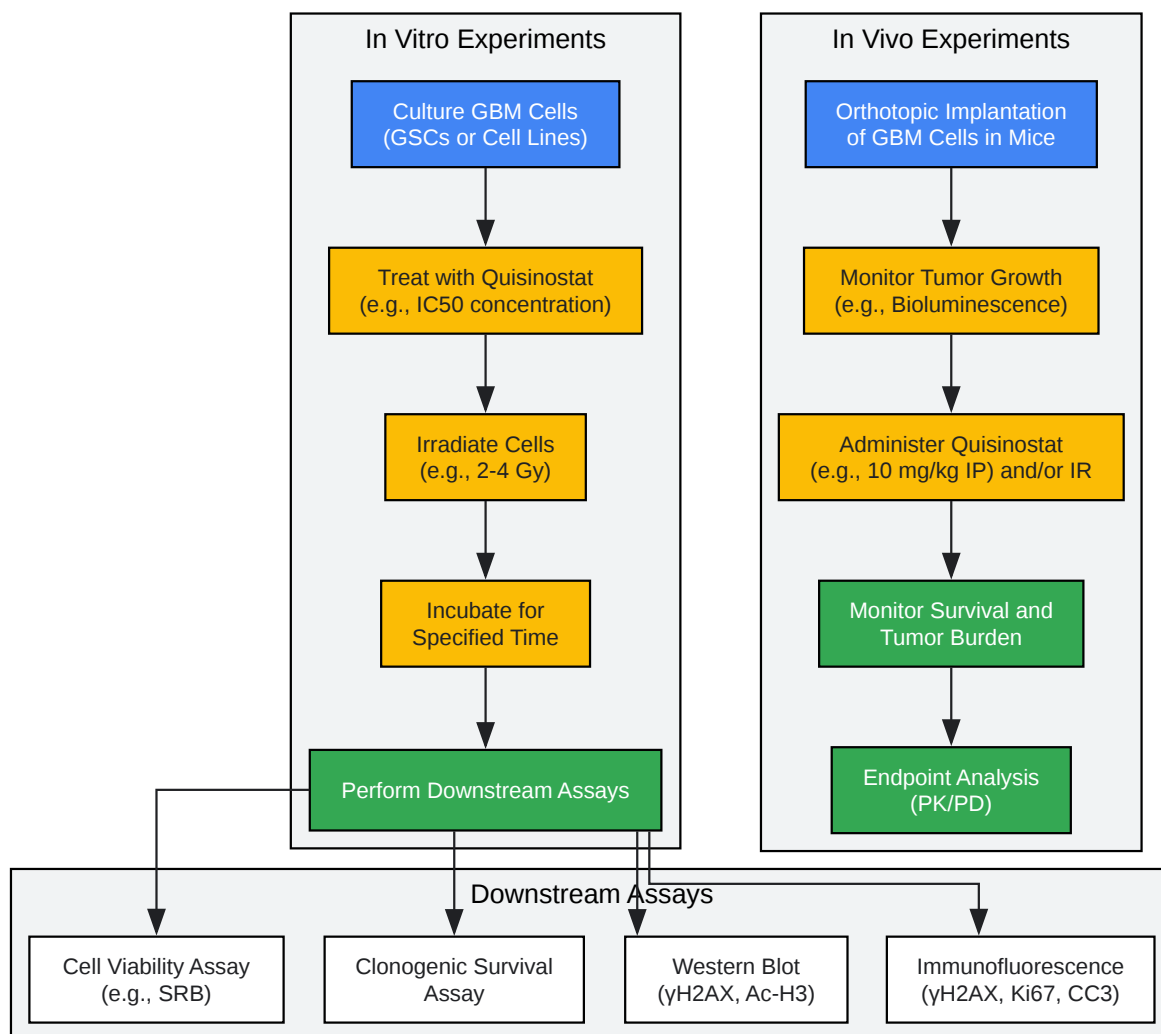 In Vitro Experiments
Culture GBM Cells
(GSCs or Cell Lines)
Treat with Quisinostat
(e.g., IC50 concentration)
Irradiate Cells
(e.g., 2-4 Gy)
Incubate for
Specified Time
Perform Downstream Assays
In Vivo Experiments
Orthotopic Implantation
of GBM Cells in Mice
Monitor Tumor Growth
(e.g., Bioluminescence)
Administer Quisinostat
(e.g., 10 mg/kg IP) and/or IR
Monitor Survival and
Tumor Burden
Endpoint Analysis
(PK/PD)
Downstream Assays
Cell Viability Assay
(e.g., SRB)
Clonogenic Survival
Assay
Western Blot
(γH2AX, Ac-H3)
Immunofluorescence
(γH2AX, Ki67, CC3)